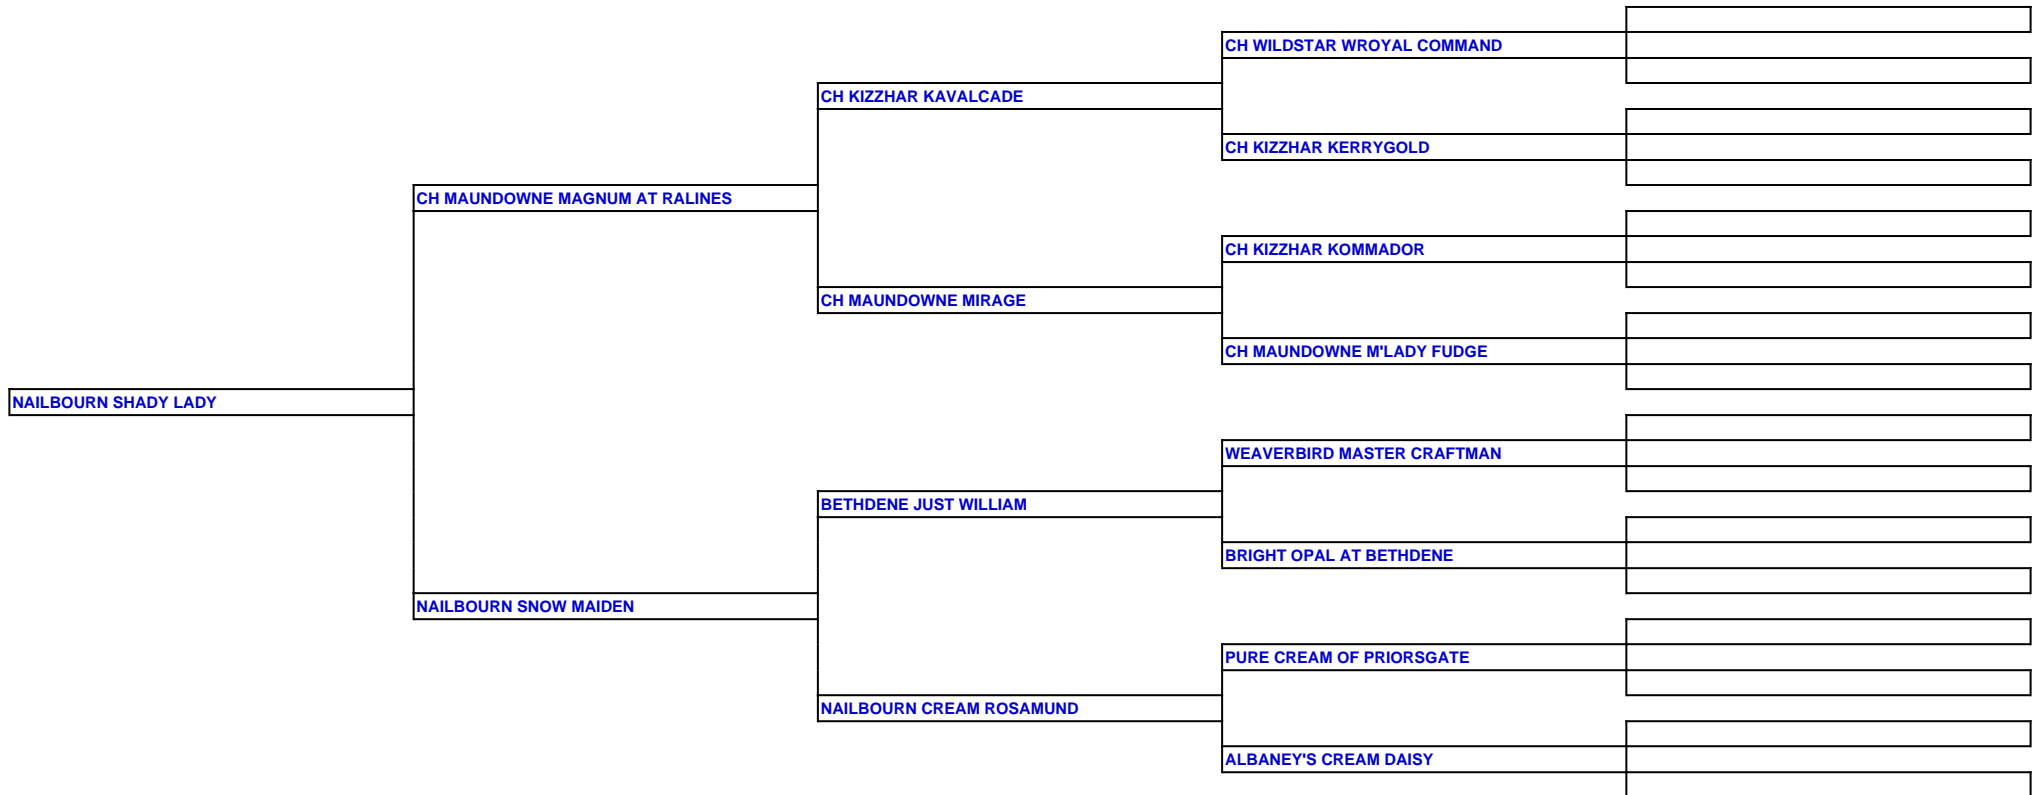 CH WILDSTAR WROYAL COMMAND
CH KIZZHAR KAVALCADE
CH KIZZHAR KERRYGOLD
CH MAUNDOWNE MAGNUM AT RALINES
CH KIZZHAR KOMMADOR
CH MAUNDOWNE MIRAGE
CH MAUNDOWNE M'LADY FUDGE
NAILBOURN SHADY LADY
WEAVERBIRD MASTER CRAFTMAN
BETHDENE JUST WILLIAM
BRIGHT OPAL AT BETHDENE
NAILBOURN SNOW MAIDEN
PURE CREAM OF PRIORSGATE
NAILBOURN CREAM ROSAMUND
ALBANEY'S CREAM DAISY